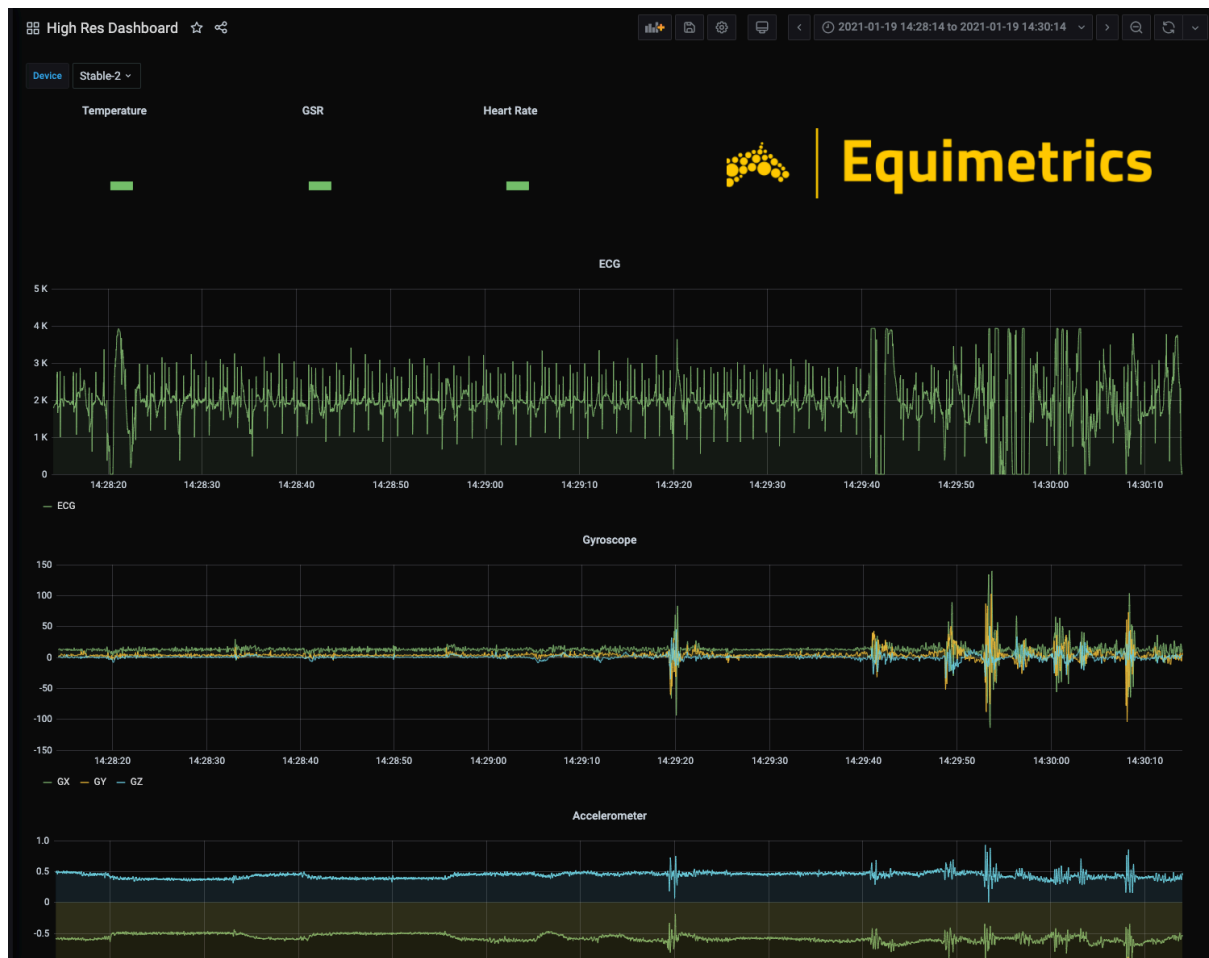 High Res Dashboard
2021-01-19 14:28:14 to 2021-01-19 14:30:14
Device Stable-2
Temperature GSR Heart Rate
Equimetrics
ECG
5 K
4 K
3 K
2 K
1 K
0
14:28:20 14:28:30 14:28:40 14:28:50 14:29:00 14:29:10 14:29:20 14:29:30 14:29:40 14:29:50 14:30:00 14:30:10
ECG
Gyroscope
150
100
50
0
-50
-100
-150
14:28:20 14:28:30 14:28:40 14:28:50 14:29:00 14:29:10 14:29:20 14:29:30 14:29:40 14:29:50 14:30:00 14:30:10
GX GY GZ
Accelerometer
1.0
0.5
0
-0.5